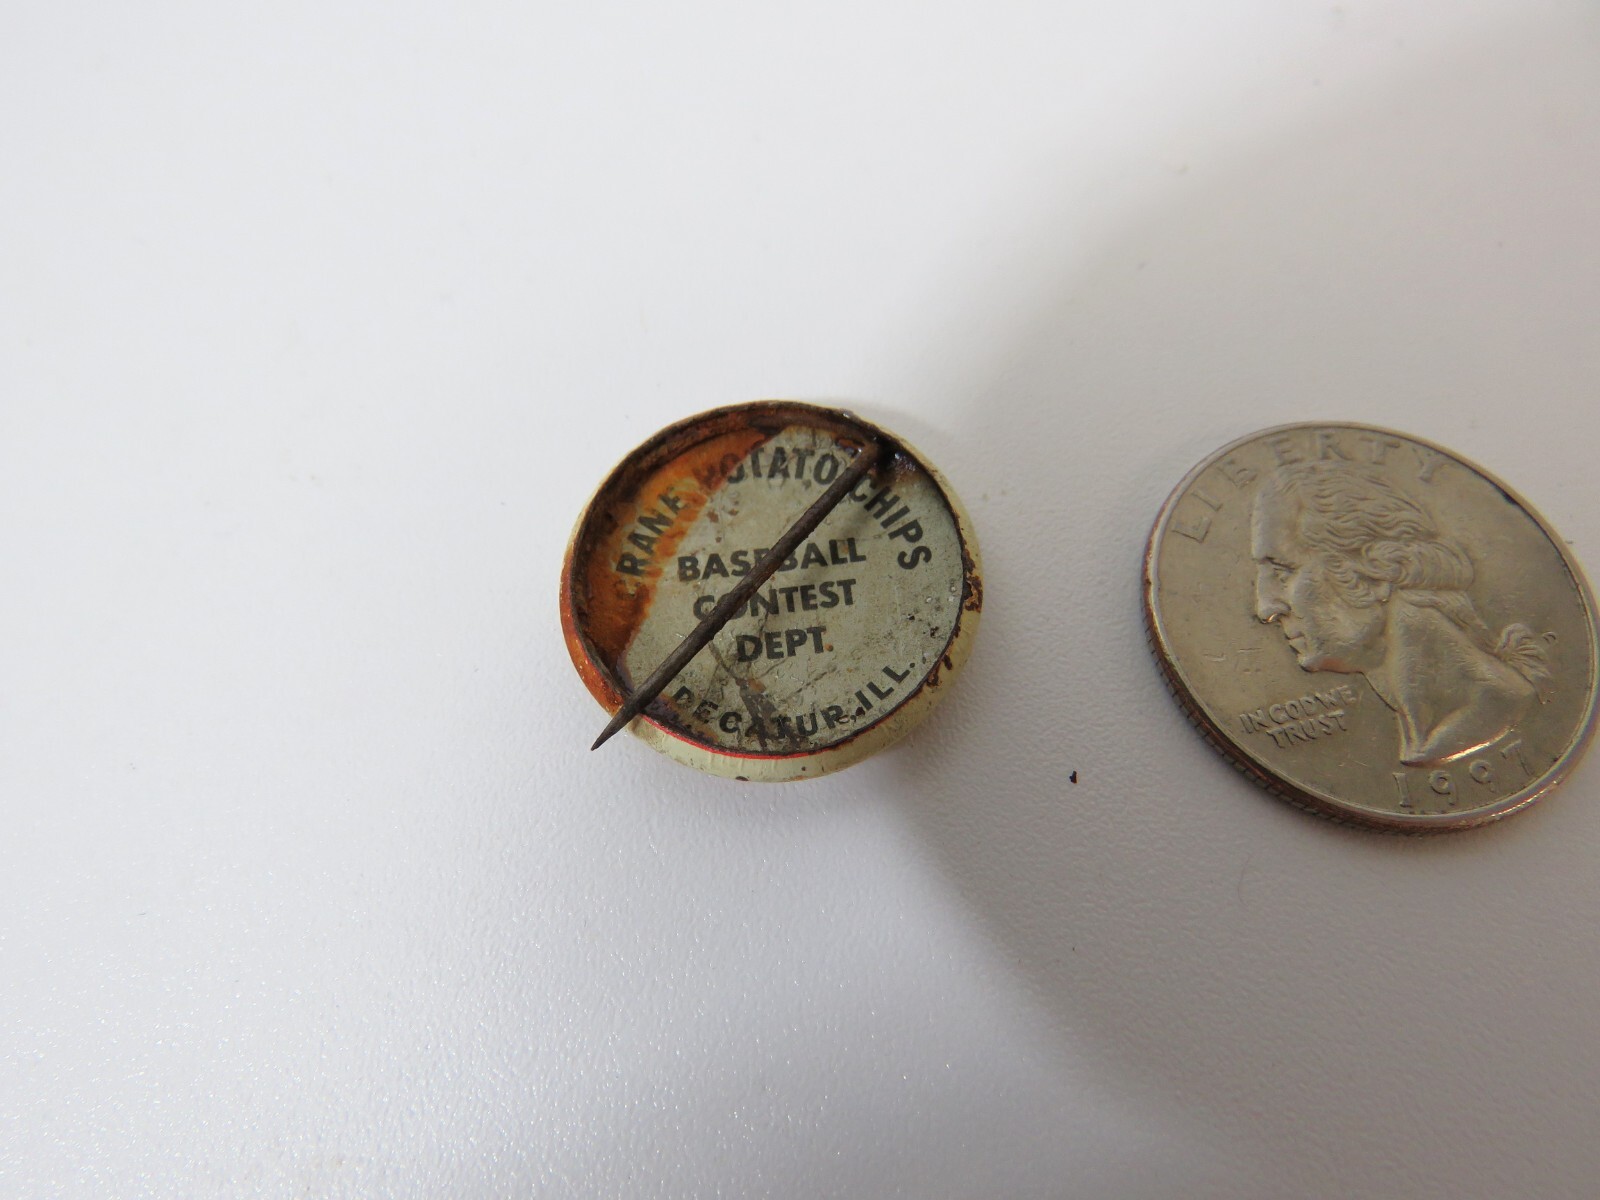 CRANE POTATO CHIPS
BASEBALL
CONTEST
DEPT.
DECATUR, ILL.
LIBERTY
IN GOD WE
TRUST
1997